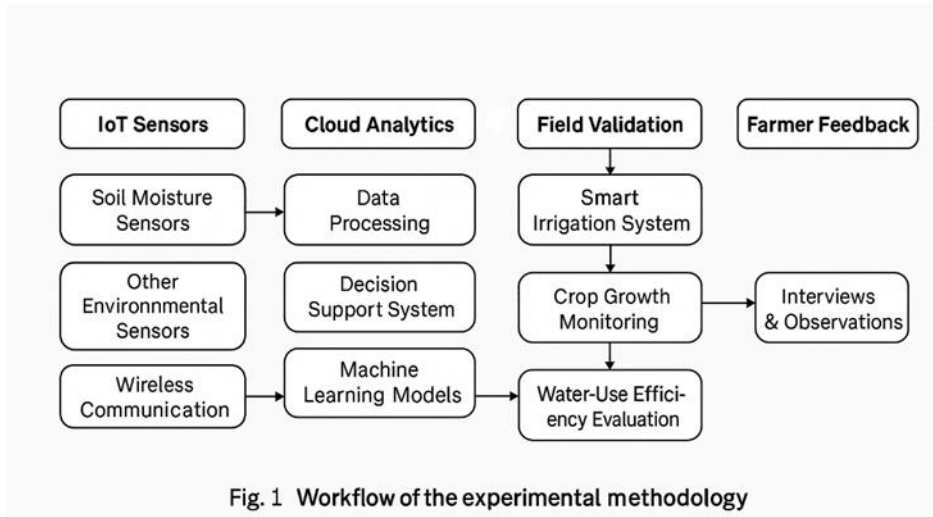 IoT Sensors
Cloud Analytics
Field Validation
Farmer Feedback
Soil Moisture
Sensors
Data
Processing
Smart
Irrigation System
Other
Environnmental
Sensors
Decision
Support System
Crop Growth
Monitoring
Interviews
& Observations
Wireless
Communication
Machine
Learning Models
Water-Use Effici-
ency Evaluation
Fig. 1 Workflow of the experimental methodology